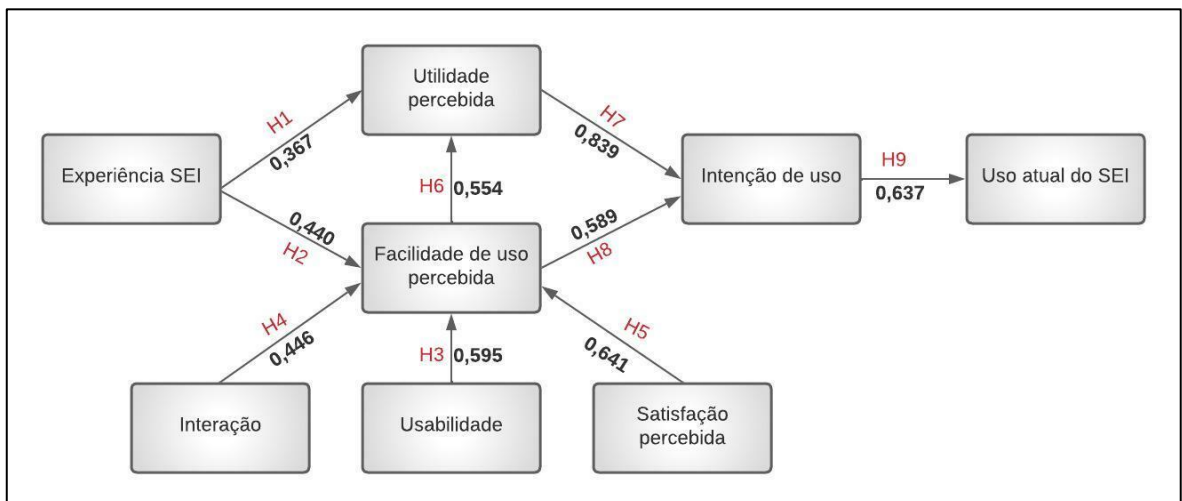 Utilidade
percebida
H1
0,367
H7
0,839
Experiência SEI
H6 0,554
Intenção de uso
H9
0,637
Uso atual do SEI
0,440
H2
Facilidade de uso
percebida
0,589
H8
H4
0,446
H3 0,595
H5
0,641
Interação
Usabilidade
Satisfação
percebida